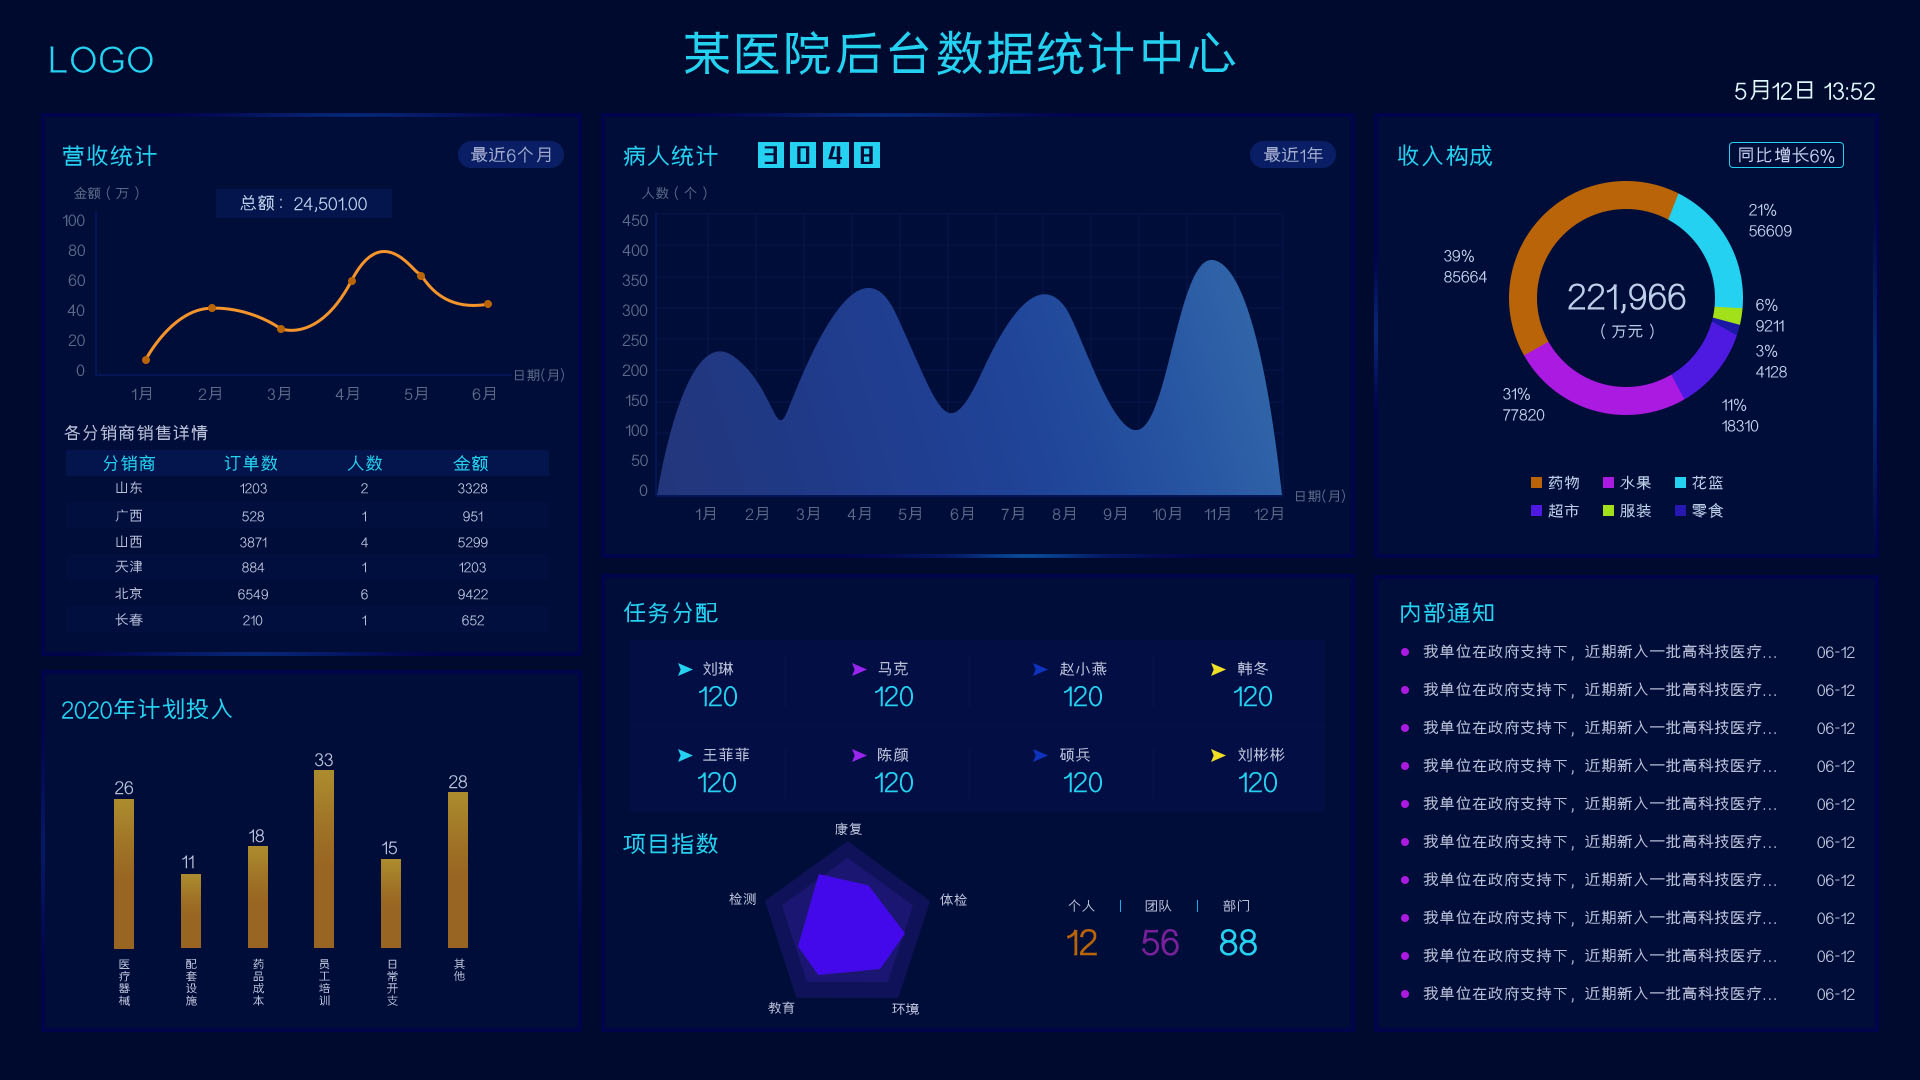 LOGO
某医院后台数据统计中心
5月12日 13:52
营收统计
最近6个月
金额（万）
总额：24,501.00
100
80
60
40
20
0
日期(月)
1月 2月 3月 4月 5月 6月
各分销商销售详情
分销商 订单数 人数 金额
山东 1203 2 3328
广西 528 1 951
山西 3871 4 5299
天津 884 1 1203
北京 6549 6 9422
长春 210 1 652
2020年计划投入
26 11 18 33 15 28
医疗器械
配套设施
药品成本
员工培训
日常开支
其他
病人统计
3048
最近1年
人数（个）
450
400
350
300
250
200
150
100
50
0
日期(月)
1月 2月 3月 4月 5月 6月 7月 8月 9月 10月 11月 12月
任务分配
刘琳 马克 赵小燕 韩冬
120 120 120 120
王菲菲 陈颜 硕兵 刘彬彬
120 120 120 120
项目指数
康复
检测
体检
教育
环境
个人 | 团队 | 部门
12 56 88
收入构成
同比增长6%
21%
56609
39%
85664
221,966
（万元）
6%
9211
3%
4128
31%
77820
11%
18310
药物 水果 花篮
超市 服装 零食
内部通知
我单位在政府支持下，近期新入一批高科技医疗... 06-12
我单位在政府支持下，近期新入一批高科技医疗... 06-12
我单位在政府支持下，近期新入一批高科技医疗... 06-12
我单位在政府支持下，近期新入一批高科技医疗... 06-12
我单位在政府支持下，近期新入一批高科技医疗... 06-12
我单位在政府支持下，近期新入一批高科技医疗... 06-12
我单位在政府支持下，近期新入一批高科技医疗... 06-12
我单位在政府支持下，近期新入一批高科技医疗... 06-12
我单位在政府支持下，近期新入一批高科技医疗... 06-12
我单位在政府支持下，近期新入一批高科技医疗... 06-12